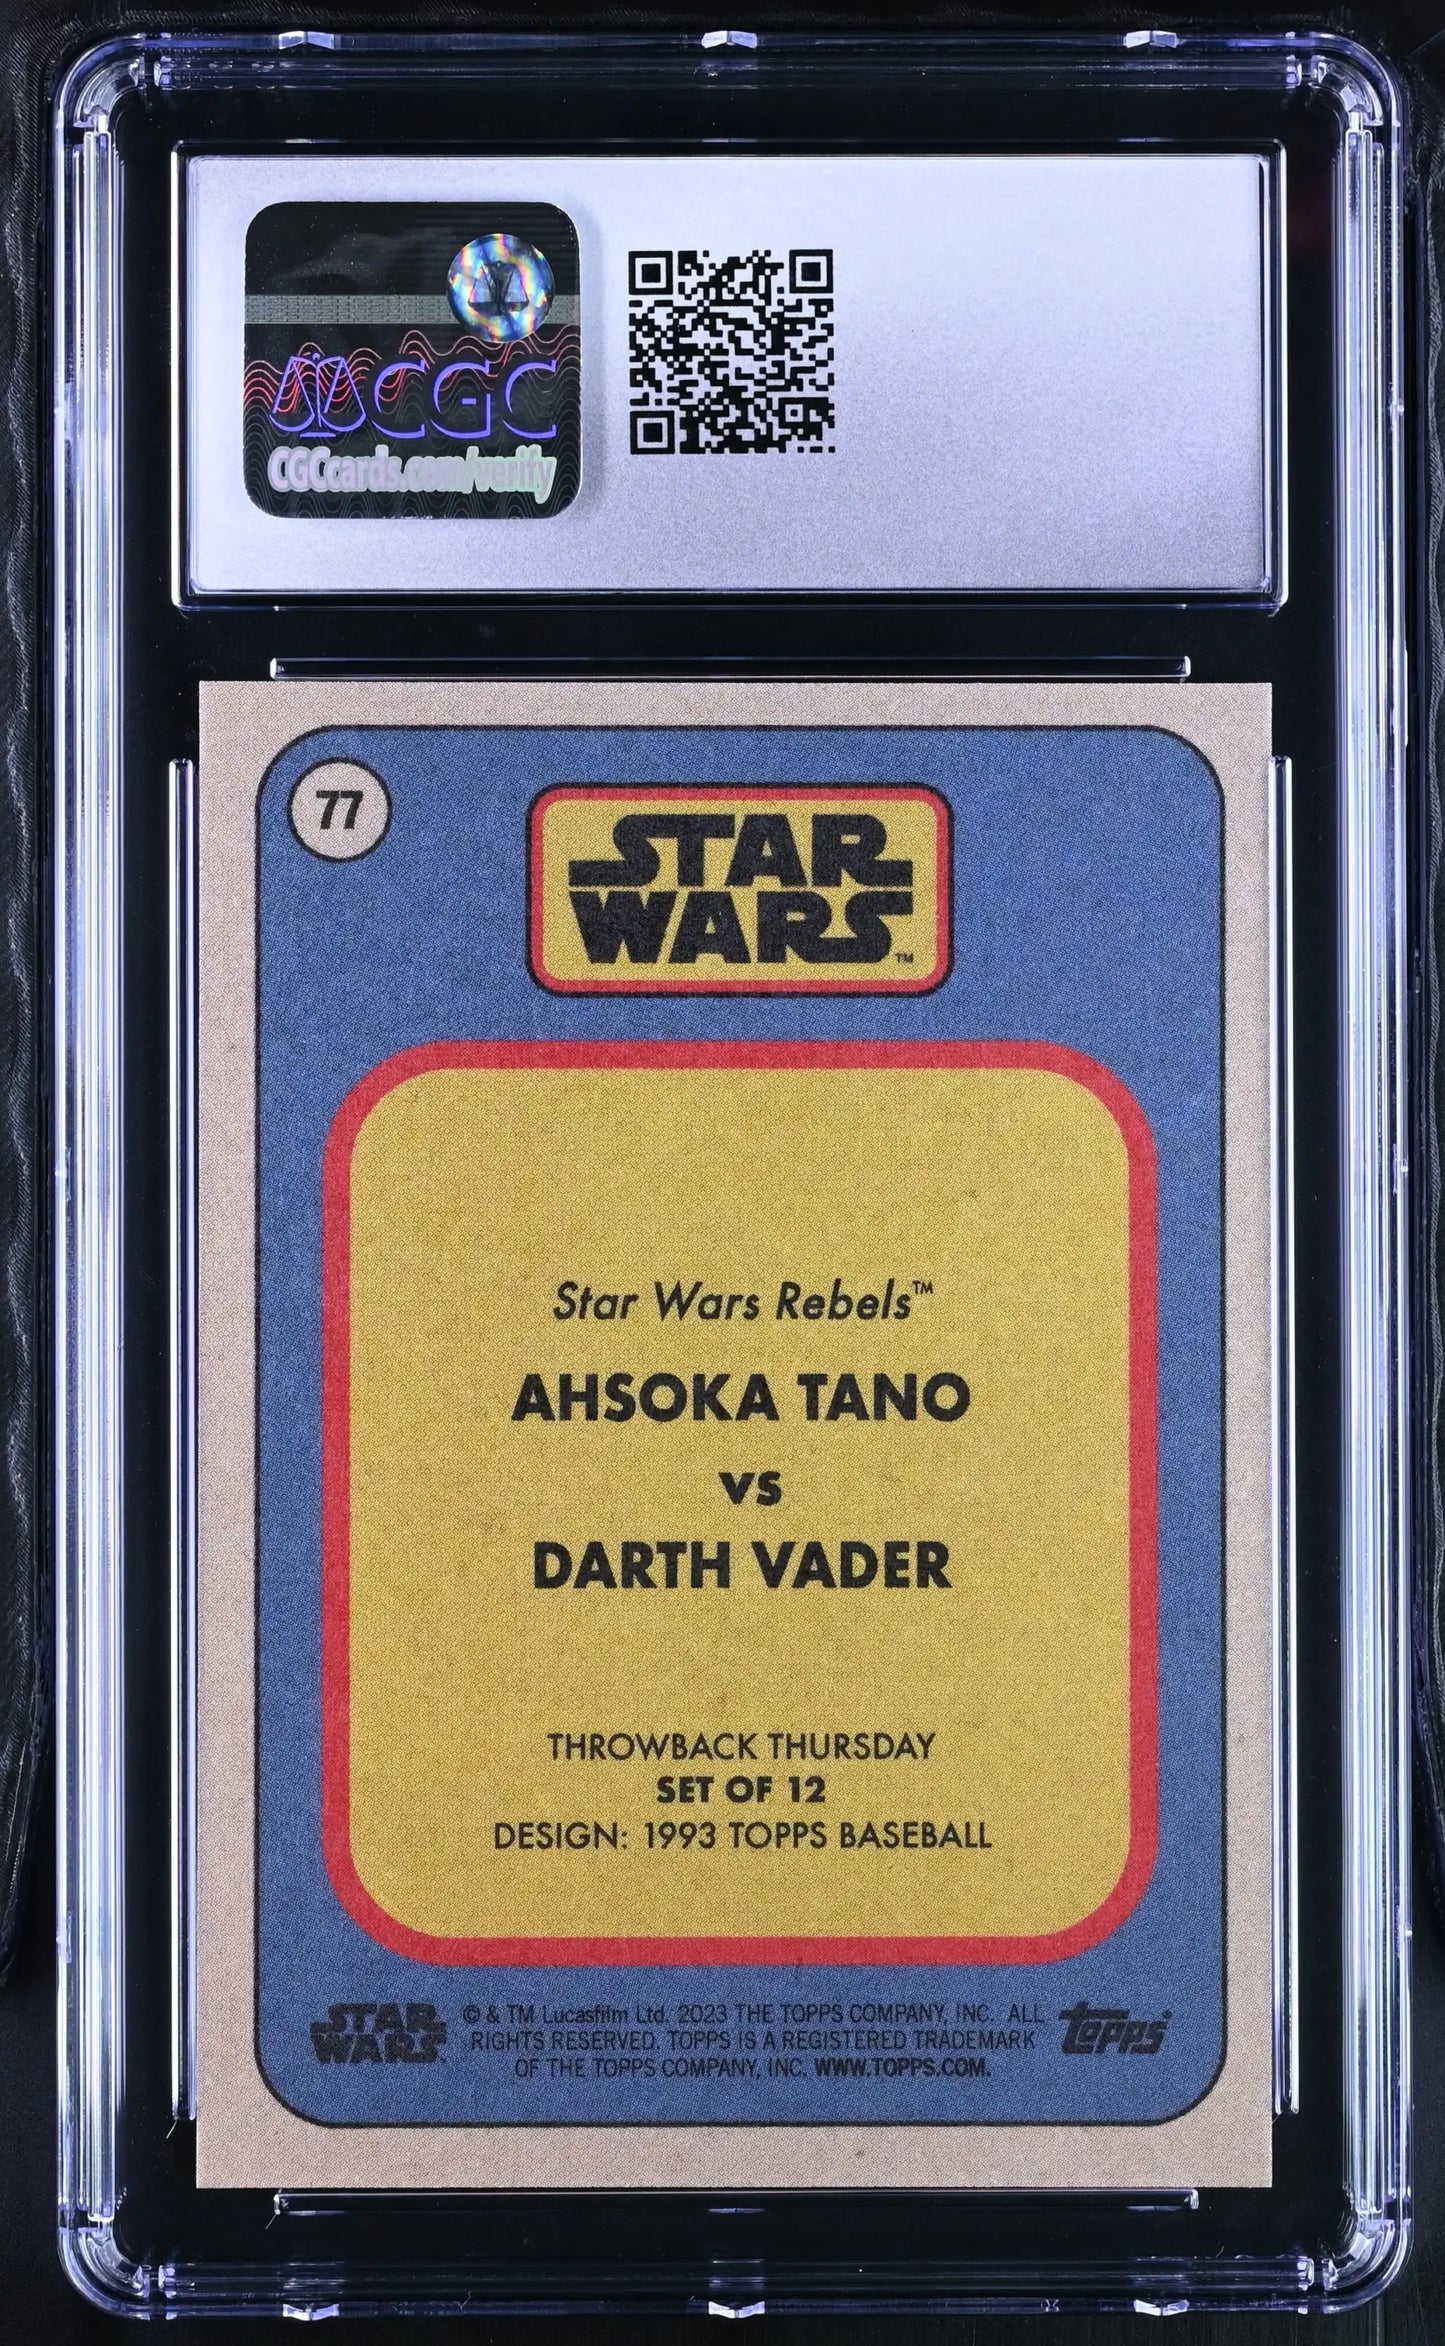 CGC
CGCcards.com/verify
77
STAR
WARS™
Star Wars Rebels™
AHSOKA TANO
vs
DARTH VADER
THROWBACK THURSDAY
SET OF 12
DESIGN: 1993 TOPPS BASEBALL
STAR
WARS
© & TM Lucasfilm Ltd. 2023 THE TOPPS COMPANY, INC. ALL
RIGHTS RESERVED. TOPPS IS A REGISTERED TRADEMARK
OF THE TOPPS COMPANY, INC. WWW.TOPPS.COM.
topps